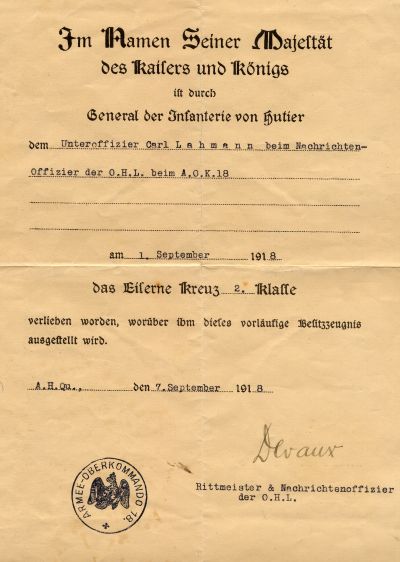 Im Namen Seiner Majestät
des Kaisers und Königs
ist durch
General der Infanterie von Hutier
dem Unteroffizier Carl Lahmann beim Nachrichten-
Offizier der O.H.L. beim A.O.K.18
am 1. September 1918
das Eiserne Kreuz 2. Klasse
verliehen worden, worüber ihm dieses vorläufige Besitzzeugnis
ausgestellt wird.
A.H.Qu., den 7.September 1918
Devaux
ARMEE-OBERKOMMANDO 18.
Rittmeister & Nachrichtenoffizier
der O.H.L.